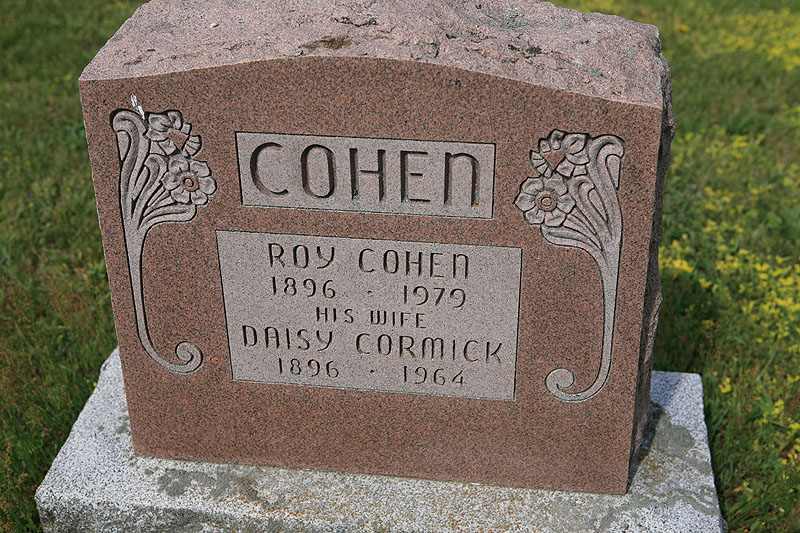 COHEN
ROY COHEN
1896 · 1979
HIS WIFE
DAISY CORMICK
1896 · 1964